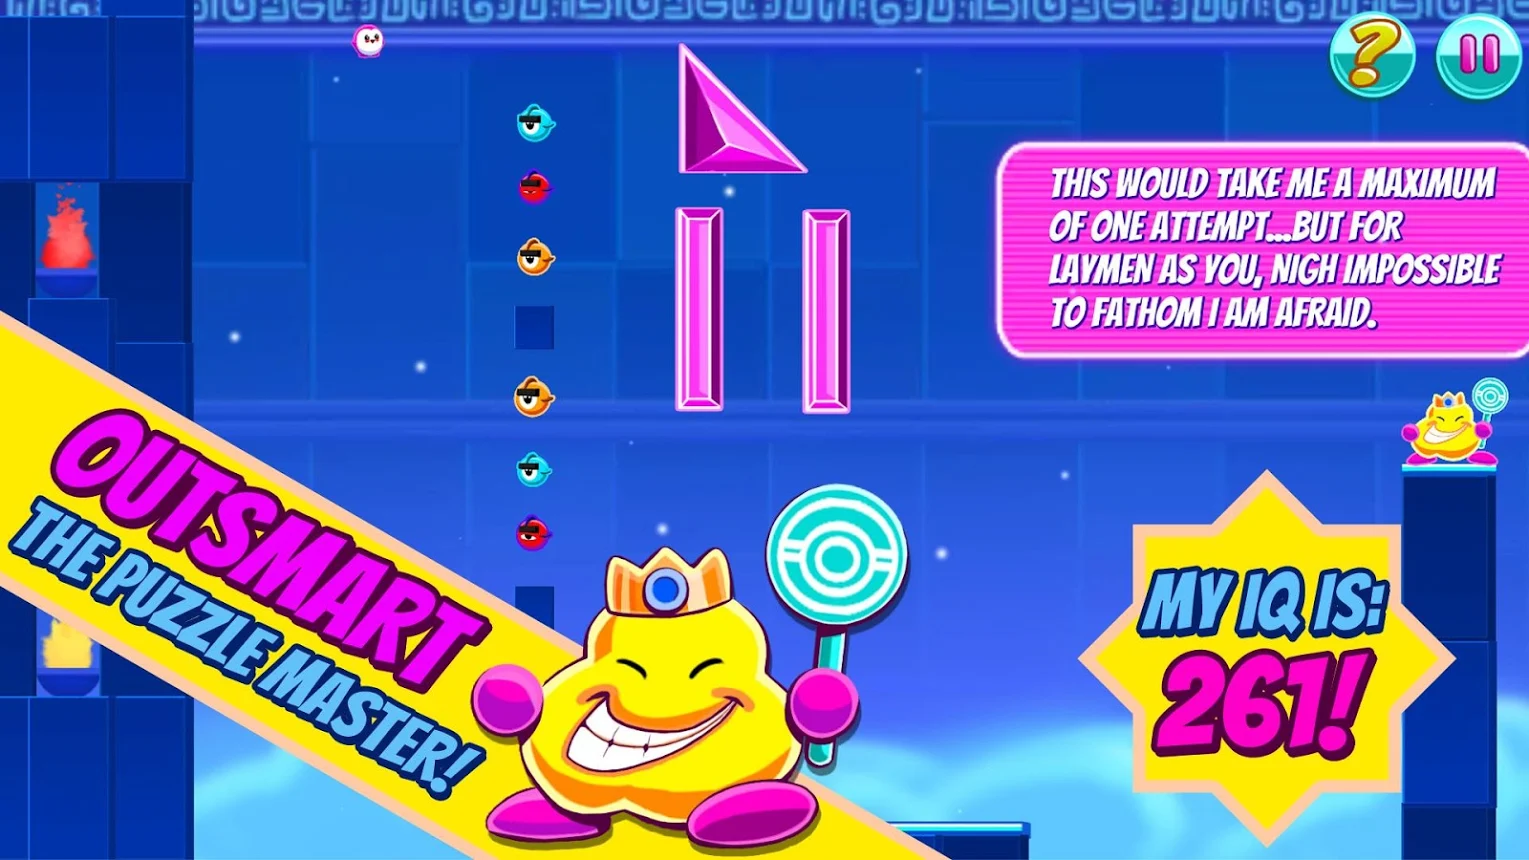 ?
THIS WOULD TAKE ME A MAXIMUM
OF ONE ATTEMPT...BUT FOR
LAYMEN AS YOU, NIGH IMPOSSIBLE
TO FATHOM I AM AFRAID.
OUTSMART
THE PUZZLE MASTER!
MY IQ IS:
261!